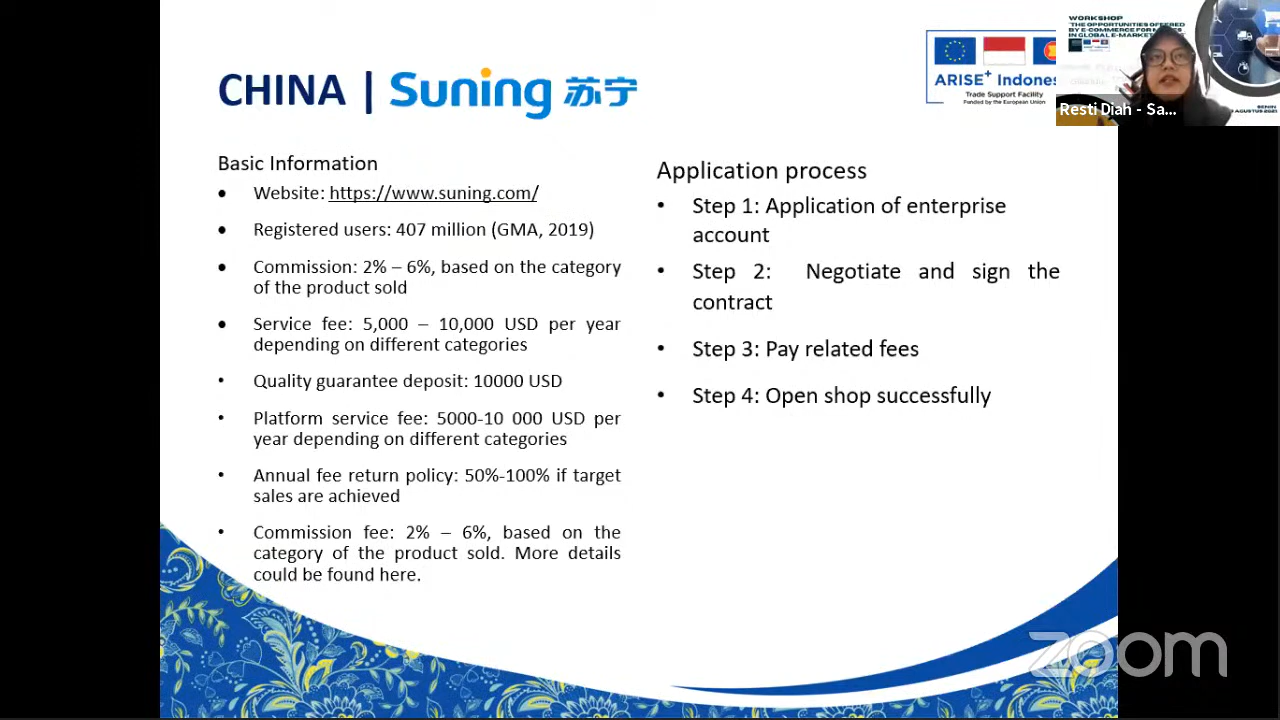 CHINA | Suning 苏宁
ARISE+ Indone
Trade Support Facility
Funded by the European Union
WORKSHOP
"THE OPPORTUNITIES OFFERED
BY E-COMMERCE FOR
IN GLOBAL E-MARKET
Resti Diah - Sa...
SENIN
AGUSTUS 2021
Basic Information
● Website: https://www.suning.com/
● Registered users: 407 million (GMA, 2019)
● Commission: 2% – 6%, based on the category
of the product sold
● Service fee: 5,000 – 10,000 USD per year
depending on different categories
• Quality guarantee deposit: 10000 USD
• Platform service fee: 5000-10 000 USD per
year depending on different categories
• Annual fee return policy: 50%-100% if target
sales are achieved
• Commission fee: 2% – 6%, based on the
category of the product sold. More details
could be found here.
Application process
• Step 1: Application of enterprise
account
• Step 2: Negotiate and sign the
contract
• Step 3: Pay related fees
• Step 4: Open shop successfully
zoom